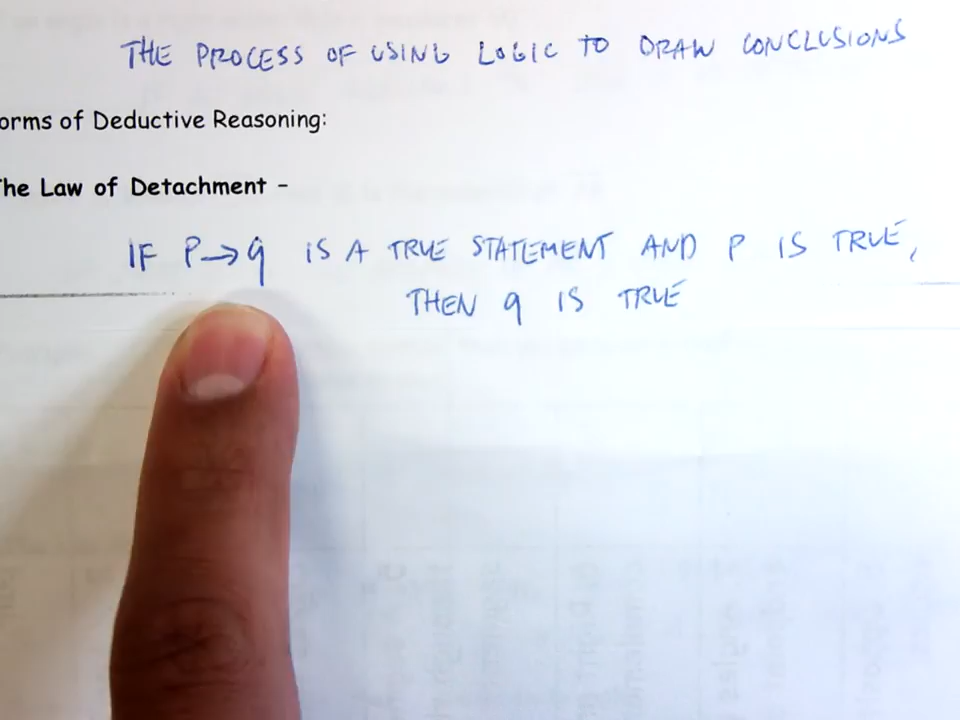 THE PROCESS OF USING LOGIC TO DRAW CONCLUSIONS
orms of Deductive Reasoning:
The Law of Detachment -
IF P→q IS A TRUE STATEMENT AND P IS TRUE,
THEN q IS TRUE